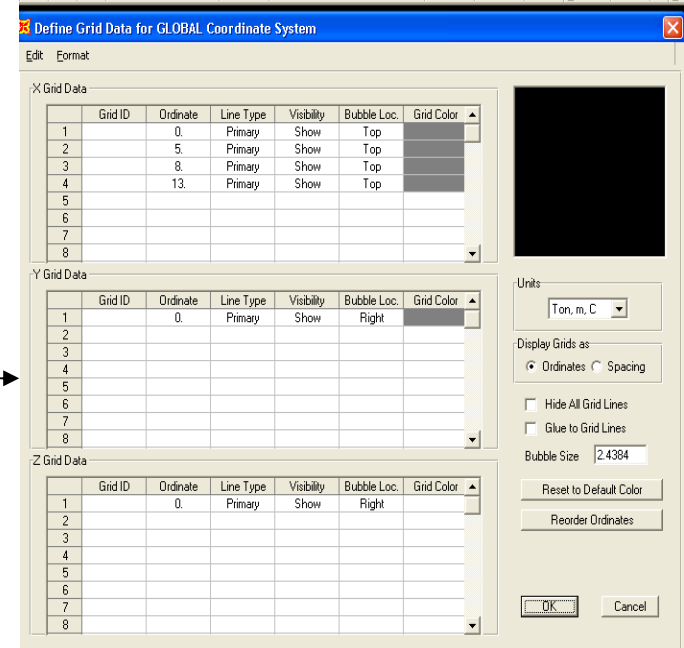 Define Grid Data for GLOBAL Coordinate System
Edit Format
X Grid Data
Grid ID Ordinate Line Type Visibility Bubble Loc. Grid Color
1 0. Primary Show Top
2 5. Primary Show Top
3 8. Primary Show Top
4 13. Primary Show Top
5
6
7
8
Y Grid Data
Grid ID Ordinate Line Type Visibility Bubble Loc. Grid Color
1 0. Primary Show Right
2
3
4
5
6
7
8
Z Grid Data
Grid ID Ordinate Line Type Visibility Bubble Loc. Grid Color
1 0. Primary Show Right
2
3
4
5
6
7
8
Units
Ton, m, C
Display Grids as
Ordinates Spacing
Hide All Grid Lines
Glue to Grid Lines
Bubble Size 2.4384
Reset to Default Color
Reorder Ordinates
OK Cancel